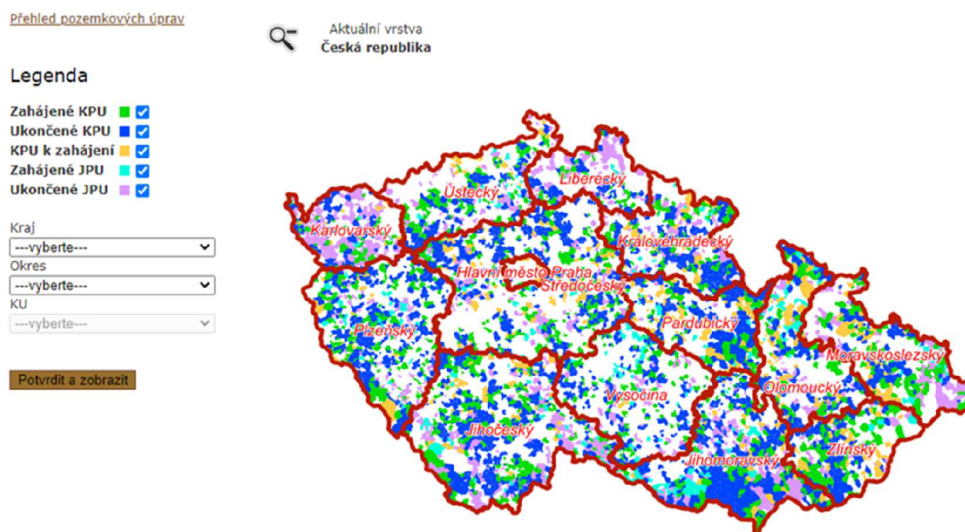 Přehled pozemkových úprav
Aktuální vrstva
Česká republika
Legenda
Zahájené KPU
Ukončené KPU
KPU k zahájení
Zahájené JPU
Ukončené JPU
Kraj
---vyberte---
Okres
---vyberte---
KU
---vyberte---
Potvrdit a zobrazit
Liberecký
Ústecký
Karlovarský
Královéhradecký
Hlavní město Praha
Středočeský
Pardubický
Plzeňský
Moravskoslezský
Olomoucký
Vysočina
Jihočeský
Zlínský
Jihomoravský